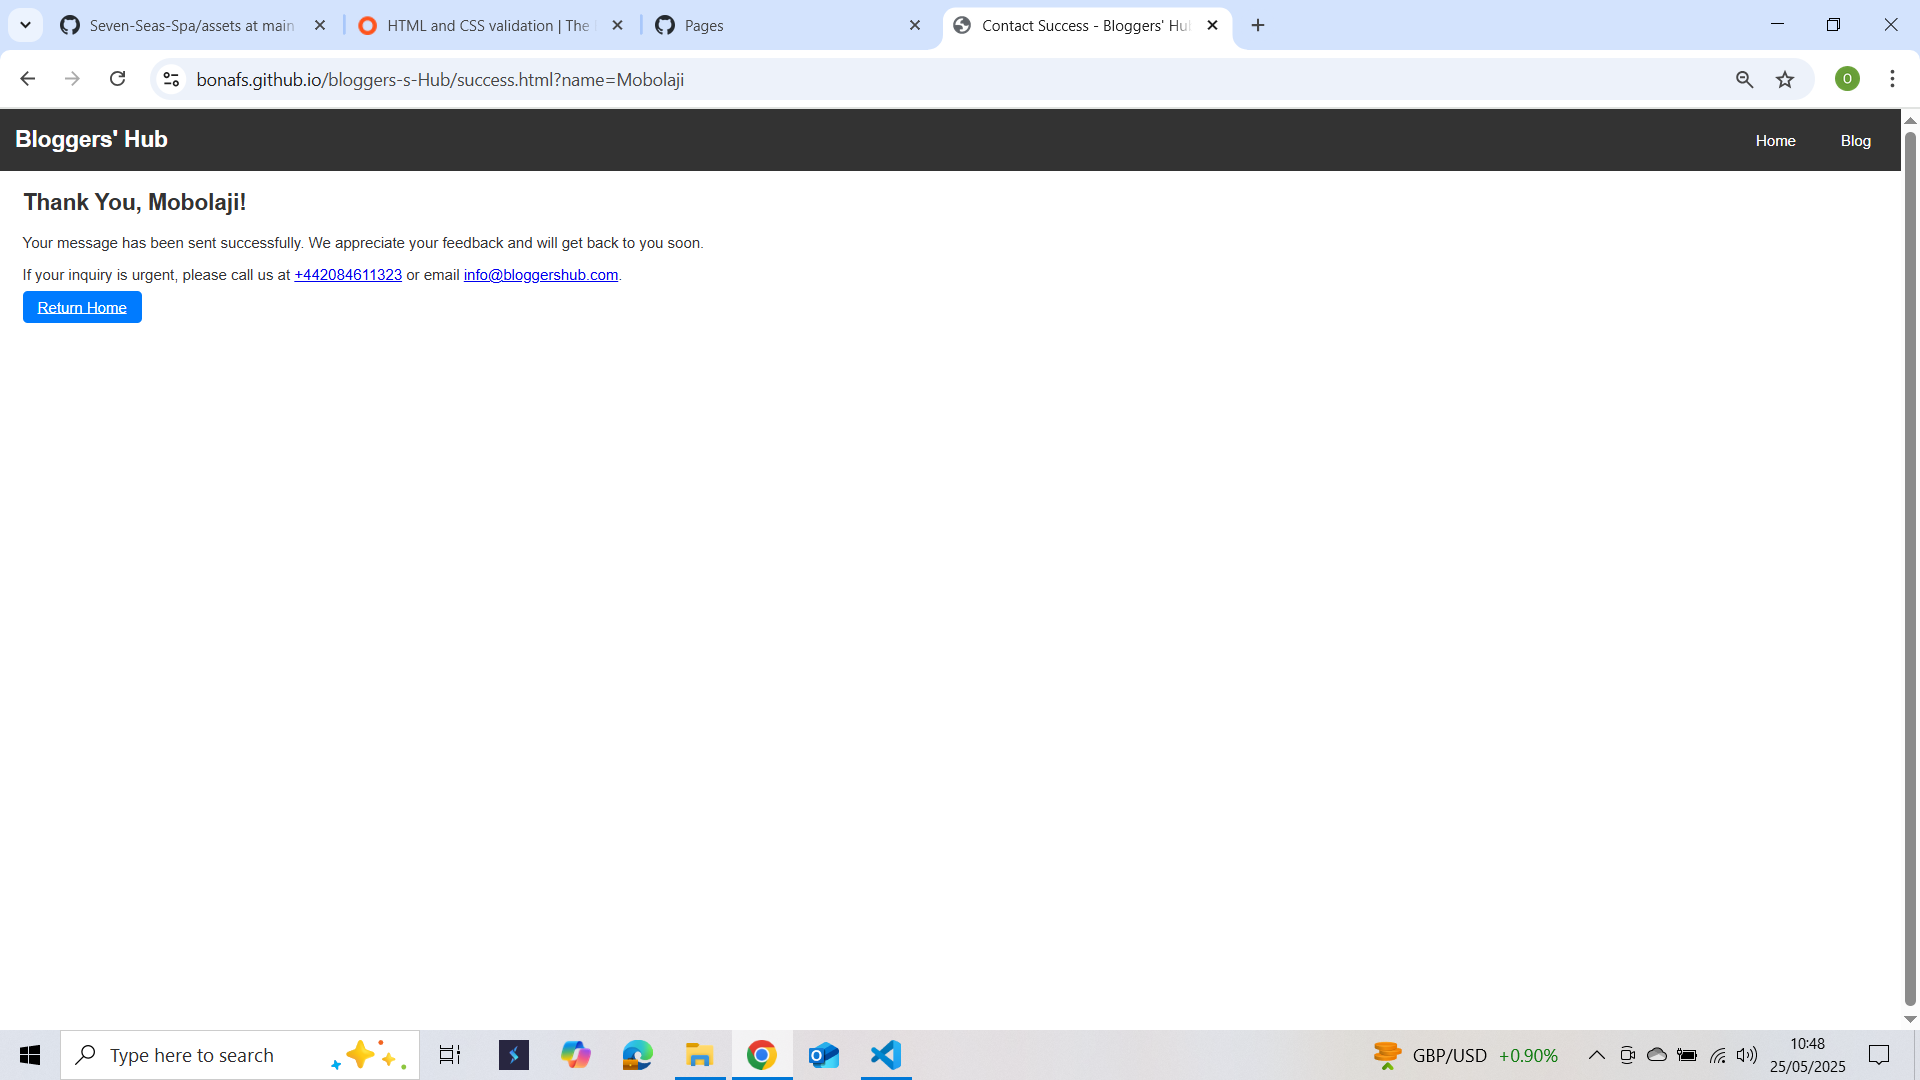 Seven-Seas-Spa/assets at main
HTML and CSS validation | The
Pages
Contact Success - Bloggers' Hu
bonafs.github.io/bloggers-s-Hub/success.html?name=Mobolaji
O
Bloggers' Hub
Home
Blog
Thank You, Mobolaji!
Your message has been sent successfully. We appreciate your feedback and will get back to you soon.
If your inquiry is urgent, please call us at +442084611323 or email info@bloggershub.com.
Return Home
Type here to search
GBP/USD +0.90%
10:48
25/05/2025